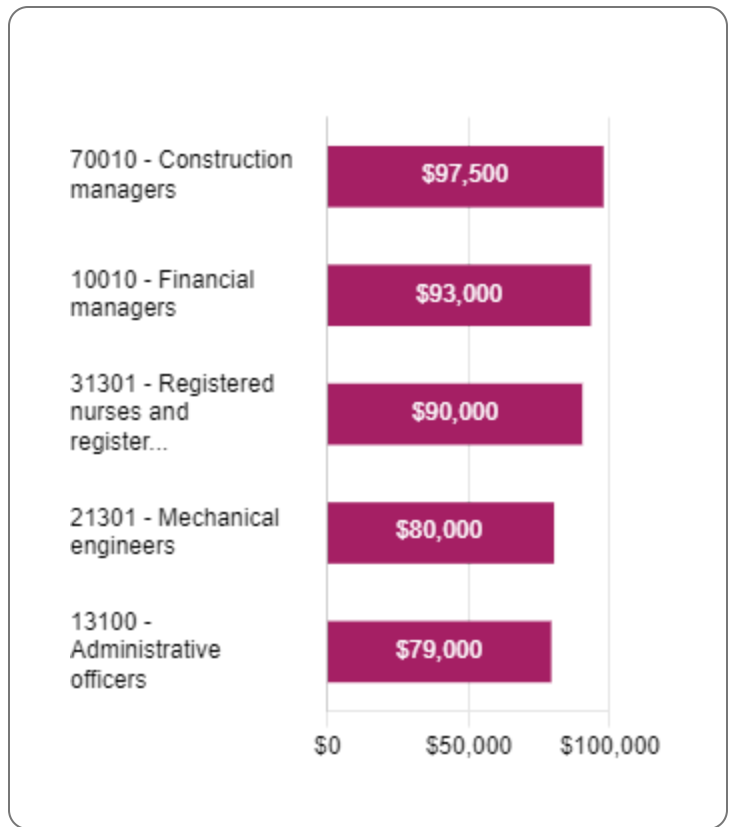 70010 - Construction
managers
$97,500
10010 - Financial
managers
$93,000
31301 - Registered
nurses and
register...
$90,000
21301 - Mechanical
engineers
$80,000
13100 -
Administrative
officers
$79,000
$0 $50,000 $100,000